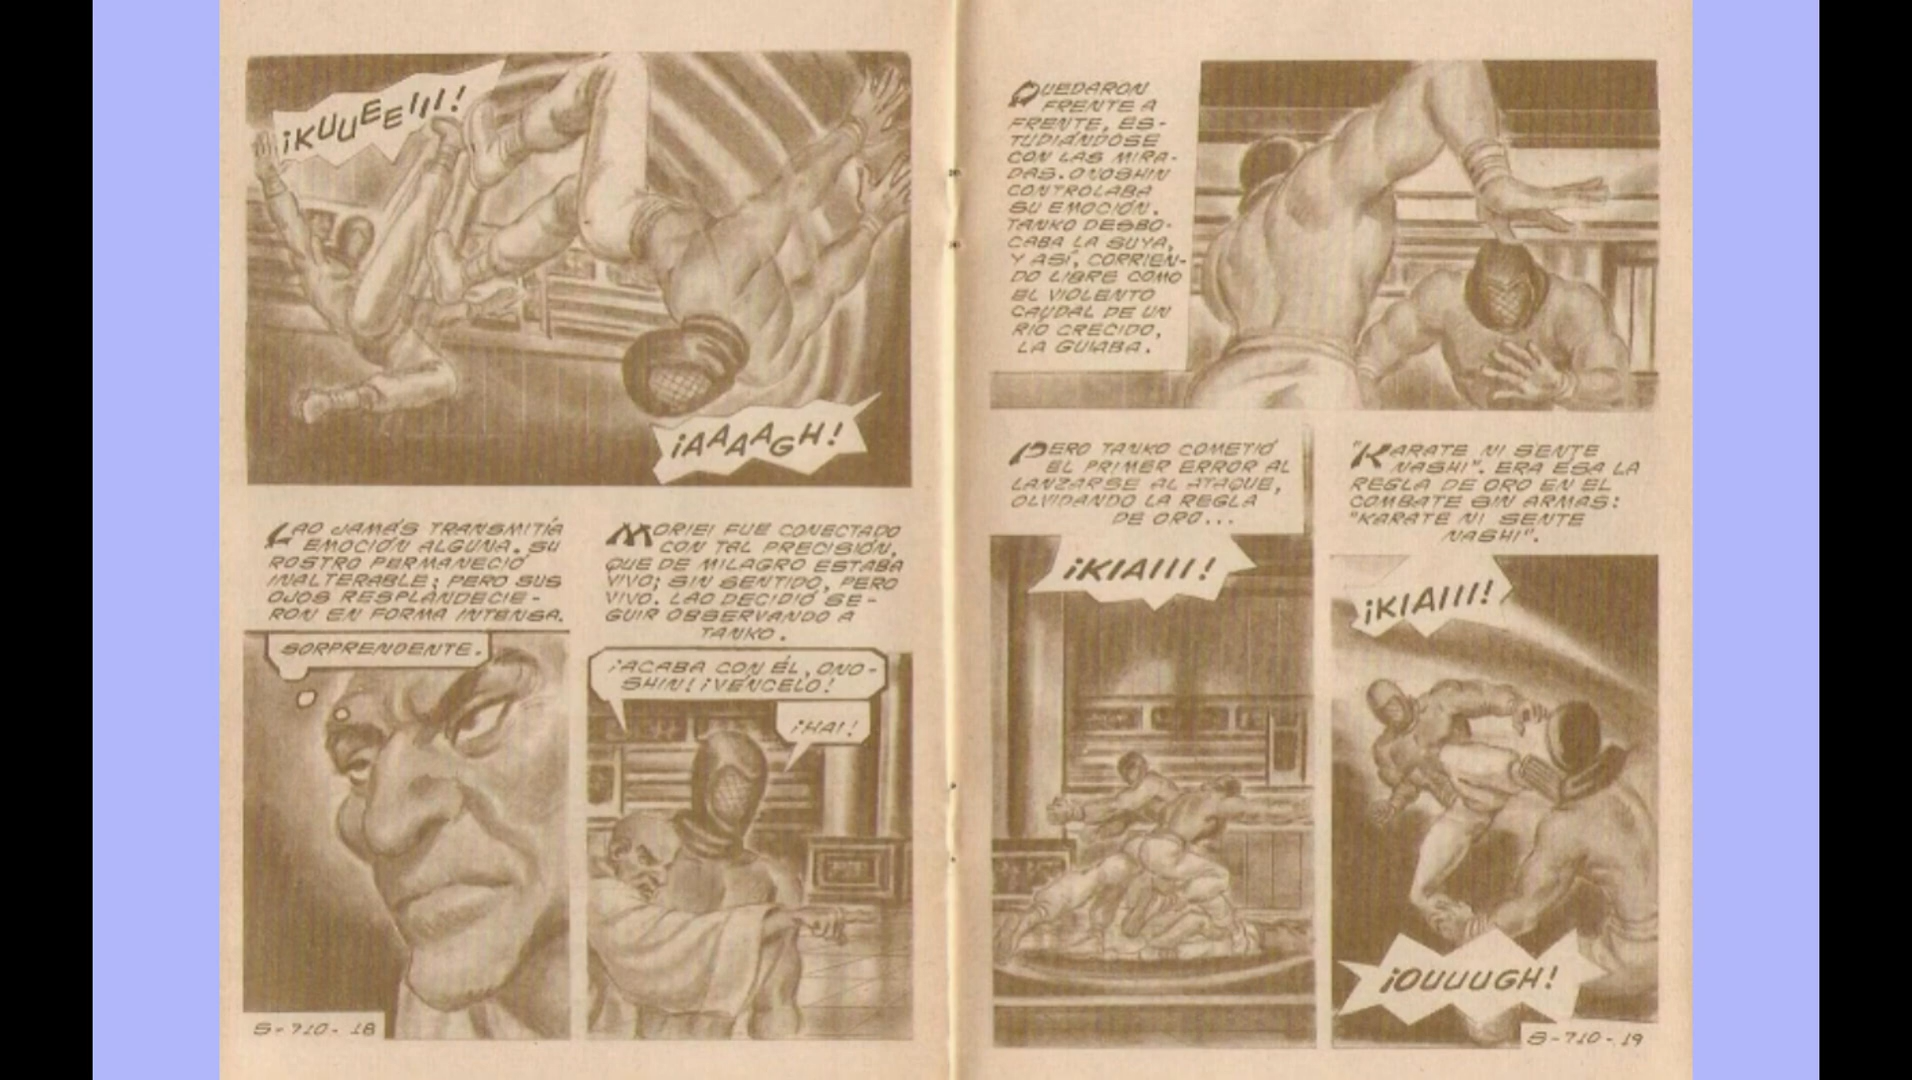 ¡KUUEEIII!
¡AAAAGH!
LAO JAMÁS TRANSMITÍA
EMOCIÓN ALGUNA. SU
ROSTRO PERMANECIÓ
INALTERABLE; PERO SUS
OJOS RESPLANDECIE-
RON EN FORMA INTENSA.
SORPRENDENTE.
S-710-18
MORIEI FUE CONECTADO
CON TAL PRECISIÓN,
QUE DE MILAGRO ESTABA
VIVO; SIN SENTIDO, PERO
VIVO. LAO DECIDIÓ SE-
GUIR OBSERVANDO A
TANKO.
¡ACABA CON ÉL, ONO-
SHIN! ¡VÉNCELO!
¡HAI!
QUEDARON
FRENTE A
FRENTE, ES-
TUDIÁNDOSE
CON LAS MIRA-
DAS. ONOSHIN
CONTROLABA
SU EMOCIÓN.
TANKO DESBO-
CABA LA SUYA,
Y ASÍ, CORRIEN-
DO LIBRE COMO
EL VIOLENTO
CAUDAL DE UN
RIO CRECIDO,
LA GUIABA.
PERO TANKO COMETIÓ
EL PRIMER ERROR AL
LANZARSE AL ATAQUE,
OLVIDANDO LA REGLA
DE ORO...
¡KIAIII!
"KARATE NI SENTE
NASHI". ERA ESA LA
REGLA DE ORO EN EL
COMBATE SIN ARMAS:
"KARATE NI SENTE
NASHI".
¡KIAIII!
¡OUUUGH!
S-710-19